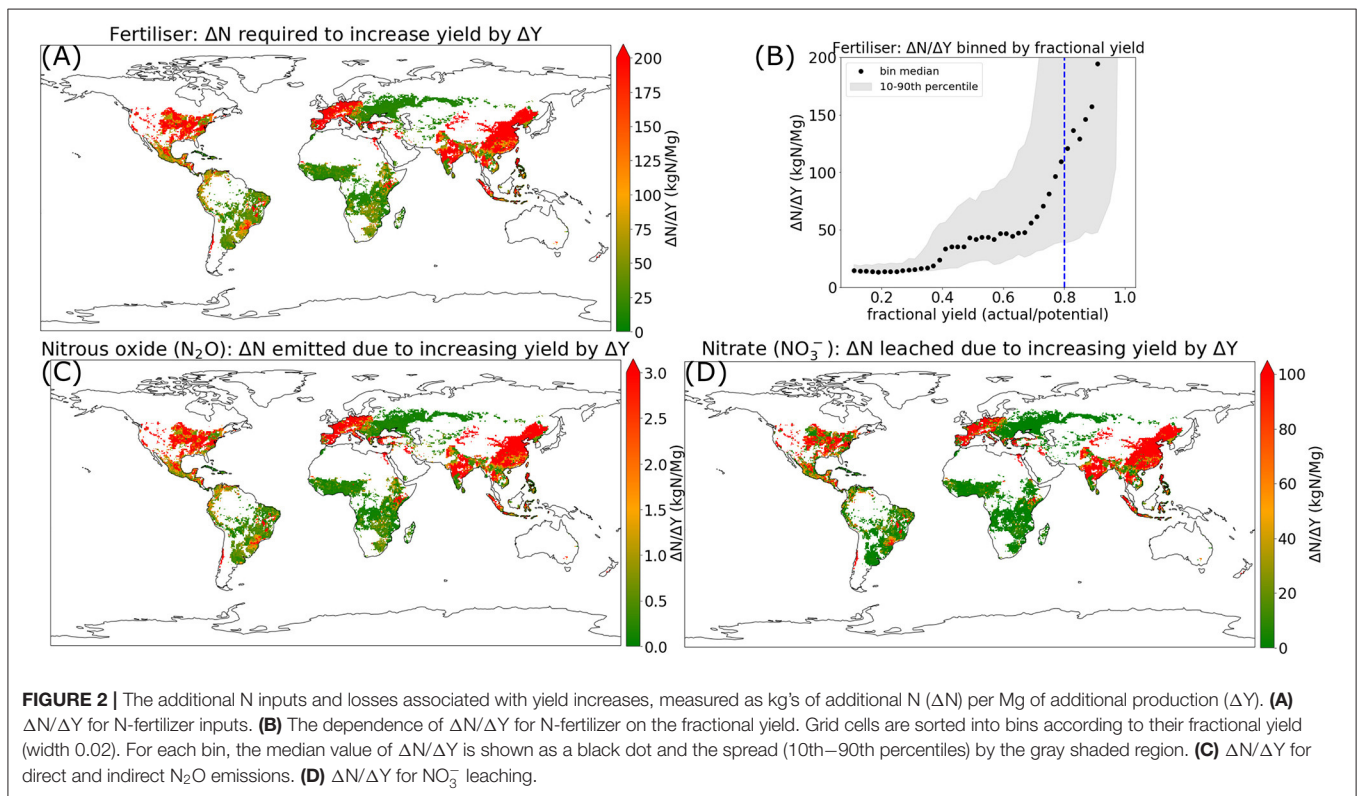 Fertiliser: ΔN required to increase yield by ΔY
(A)
200
175
150
125
100
75
50
25
0
ΔN/ΔY (kgN/Mg)
(B)
Fertiliser: ΔN/ΔY binned by fractional yield
200
150
100
50
0
ΔN/ΔY (kgN/Mg)
bin median
10-90th percentile
0.2 0.4 0.6 0.8 1.0
fractional yield (actual/potential)
Nitrous oxide (N₂O): ΔN emitted due to increasing yield by ΔY
(C)
3.0
2.5
2.0
1.5
1.0
0.5
0.0
ΔN/ΔY (kgN/Mg)
Nitrate (NO₃⁻): ΔN leached due to increasing yield by ΔY
(D)
100
80
60
40
20
0
ΔN/ΔY (kgN/Mg)
FIGURE 2 | The additional N inputs and losses associated with yield increases, measured as kg's of additional N (ΔN) per Mg of additional production (ΔY). (A)
ΔN/ΔY for N-fertilizer inputs. (B) The dependence of ΔN/ΔY for N-fertilizer on the fractional yield. Grid cells are sorted into bins according to their fractional yield
(width 0.02). For each bin, the median value of ΔN/ΔY is shown as a black dot and the spread (10th–90th percentiles) by the gray shaded region. (C) ΔN/ΔY for
direct and indirect N₂O emissions. (D) ΔN/ΔY for NO₃⁻ leaching.